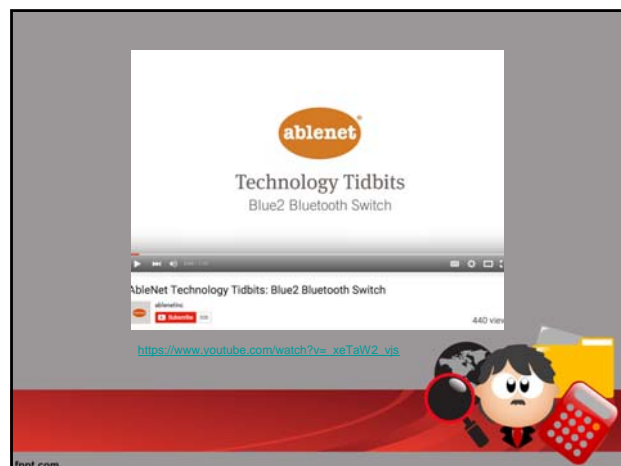 ablenet®
Technology Tidbits
Blue2 Bluetooth Switch
AbleNet Technology Tidbits: Blue2 Bluetooth Switch
ablenetinc
Subscribe
440 view
https://www.youtube.com/watch?v=_xeTaW2_vjs
fppt.com